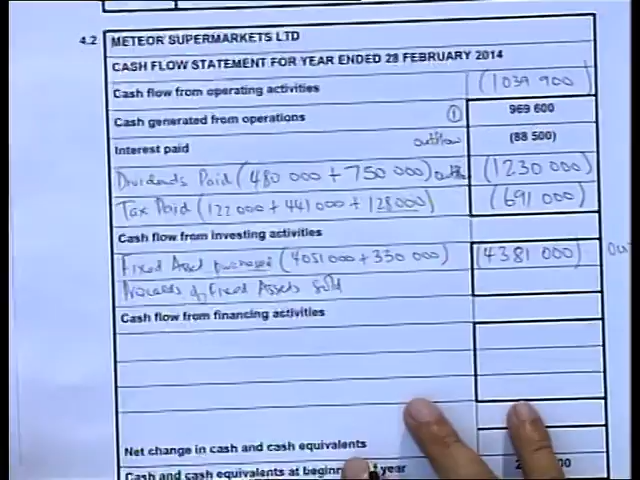 4.2 METEOR SUPERMARKETS LTD
CASH FLOW STATEMENT FOR YEAR ENDED 28 FEBRUARY 2014
Cash flow from operating activities (1 039 900)
Cash generated from operations ① 969 600
Interest paid outflow (88 500)
Dividends Paid (480 000 + 750 000) (1 230 000)
Tax Paid (122 000 + 441 000 + 128 000) (691 000)
Cash flow from investing activities
Fixed Asset purchased (4051 000 + 330 000) (4 381 000) Out
Proceeds of Fixed Assets Sold
Cash flow from financing activities
Net change in cash and cash equivalents
Cash and cash equivalents at year